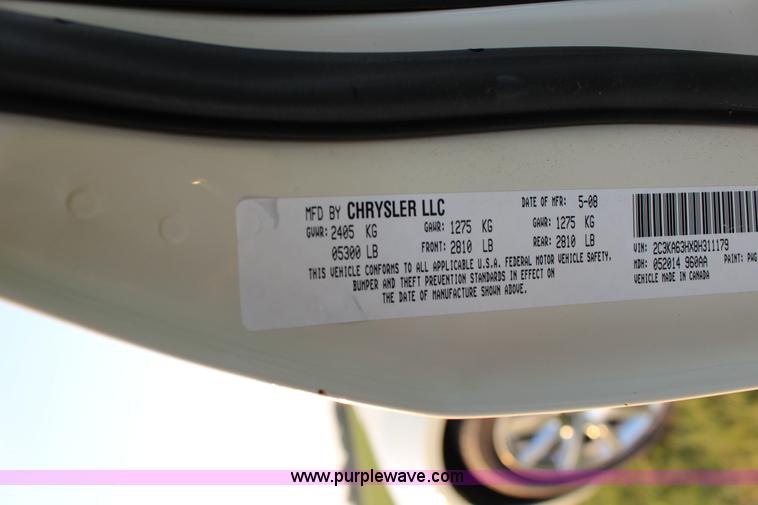 MFD BY CHRYSLER LLC DATE OF MFR: 5-08
GVWR: 2405 KG GAWR: 1275 KG GAWR: 1275 KG
05300 LB FRONT: 2810 LB REAR: 2810 LB
THIS VEHICLE CONFORMS TO ALL APPLICABLE U.S.A. FEDERAL MOTOR VEHICLE SAFETY,
BUMPER AND THEFT PREVENTION STANDARDS IN EFFECT ON
THE DATE OF MANUFACTURE SHOWN ABOVE.
VIN: 2C3KA63HX8H311179
MDH: 052014 960AA PAINT: PWG
VEHICLE MADE IN CANADA
www.purplewave.com